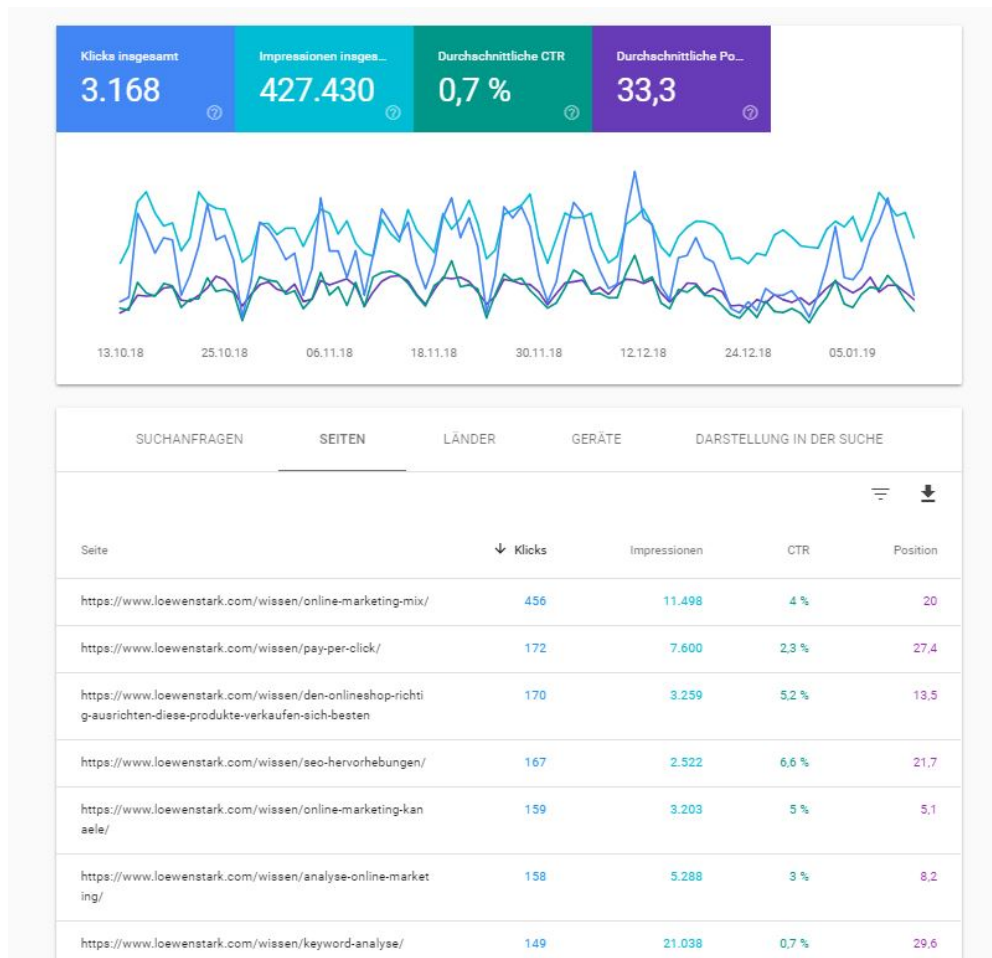 Klicks insgesamt
3.168
Impressionen insges...
427.430
Durchschnittliche CTR
0,7 %
Durchschnittliche Po...
33,3
13.10.18 25.10.18 06.11.18 18.11.18 30.11.18 12.12.18 24.12.18 05.01.19
SUCHANFRAGEN SEITEN LÄNDER GERÄTE DARSTELLUNG IN DER SUCHE
Seite Klicks Impressionen CTR Position
https://www.loewenstark.com/wissen/online-marketing-mix/ 456 11.498 4 % 20
https://www.loewenstark.com/wissen/pay-per-click/ 172 7.600 2,3 % 27,4
https://www.loewenstark.com/wissen/den-onlineshop-richti 170 3.259 5,2 % 13,5
g-ausrichten-diese-produkte-verkaufen-sich-besten
https://www.loewenstark.com/wissen/seo-hervorhebungen/ 167 2.522 6,6 % 21,7
https://www.loewenstark.com/wissen/online-marketing-kan 159 3.203 5 % 5,1
aele/
https://www.loewenstark.com/wissen/analyse-online-market 158 5.288 3 % 8,2
ing/
https://www.loewenstark.com/wissen/keyword-analyse/ 149 21.038 0,7 % 29,6